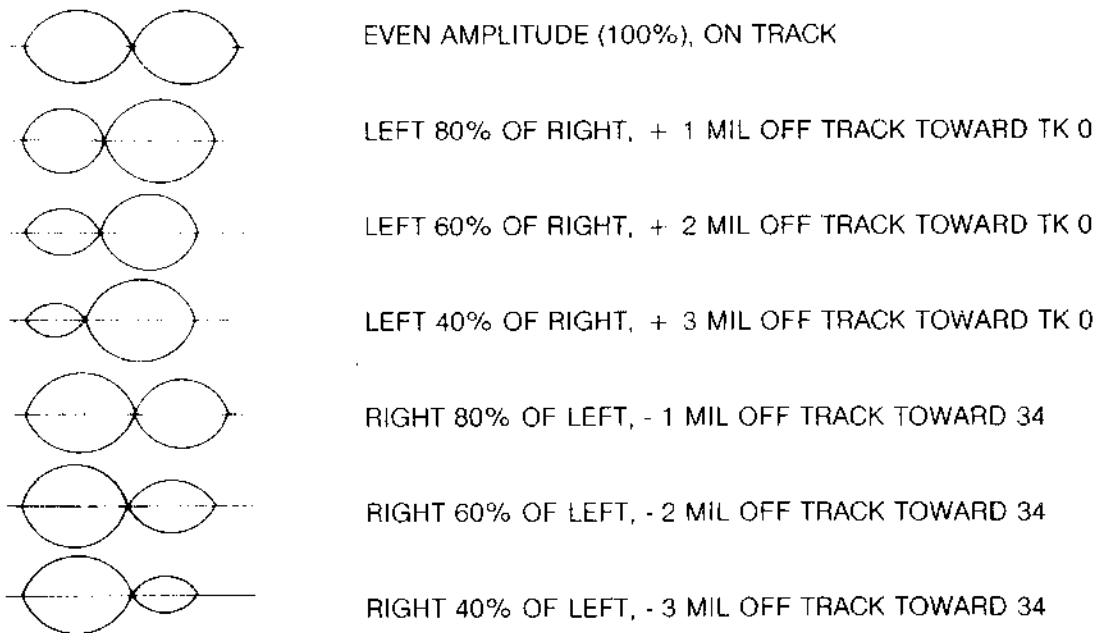 EVEN AMPLITUDE (100%), ON TRACK
LEFT 80% OF RIGHT, + 1 MIL OFF TRACK TOWARD TK 0
LEFT 60% OF RIGHT, + 2 MIL OFF TRACK TOWARD TK 0
LEFT 40% OF RIGHT, + 3 MIL OFF TRACK TOWARD TK 0
RIGHT 80% OF LEFT, - 1 MIL OFF TRACK TOWARD 34
RIGHT 60% OF LEFT, - 2 MIL OFF TRACK TOWARD 34
RIGHT 40% OF LEFT, - 3 MIL OFF TRACK TOWARD 34